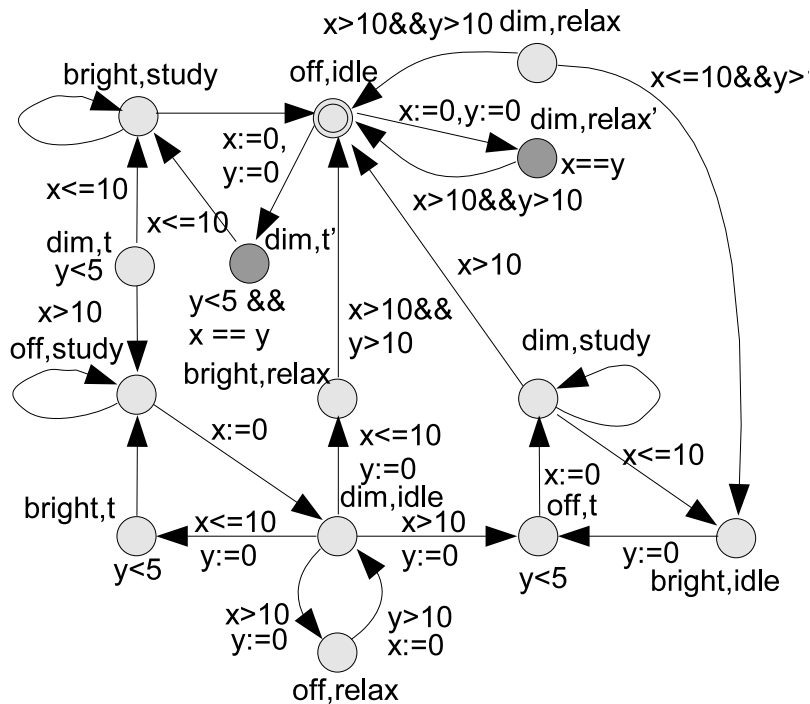 x>10&&y>10
dim,relax
bright,study
off,idle
x<=10&&y>
x:=0,y:=0
dim,relax’
x:=0,
y:=0
x==y
x<=10
x<=10
x>10&&y>10
dim,t
y<5
dim,t’
x>10
y<5 &&
x == y
x>10
off,study
x>10&&
y>10
dim,study
bright,relax
x:=0
x<=10
y:=0
x<=10
x:=0
bright,t
dim,idle
off,t
x<=10
y:=0
x>10
y:=0
y:=0
y<5
y<5
bright,idle
x>10
y:=0
y>10
x:=0
off,relax